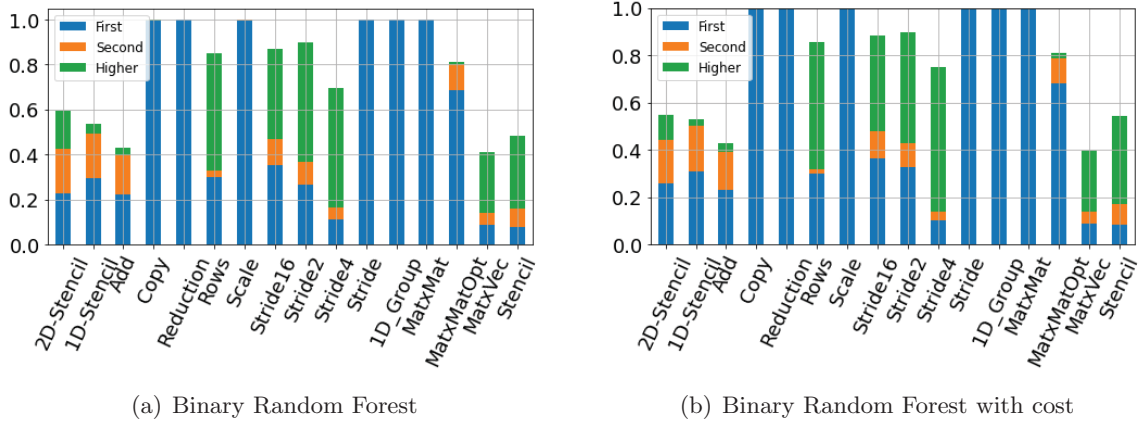 1.0
0.8
0.6
0.4
0.2
0.0
First
Second
Higher
2D-Stencil
1D-Stencil
Add
Copy
Reduction
Rows
Scale
Stride16
Stride2
Stride4
Stride
1D_Group
MatxMat
MatxMatOpt
MatxVec
Stencil
(a) Binary Random Forest
1.0
0.8
0.6
0.4
0.2
0.0
First
Second
Higher
2D-Stencil
1D-Stencil
Add
Copy
Reduction
Rows
Scale
Stride16
Stride2
Stride4
Stride
1D_Group
MatxMat
MatxMatOpt
MatxVec
Stencil
(b) Binary Random Forest with cost